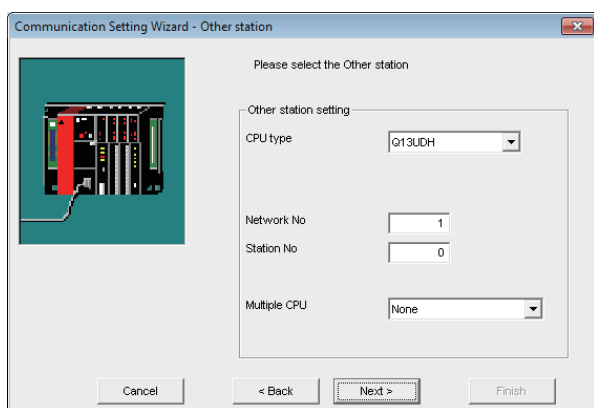 Communication Setting Wizard - Other station
Please select the Other station
Other station setting
CPU type
Q13UDH
Network No
1
Station No
0
Multiple CPU
None
Cancel
< Back
Next >
Finish